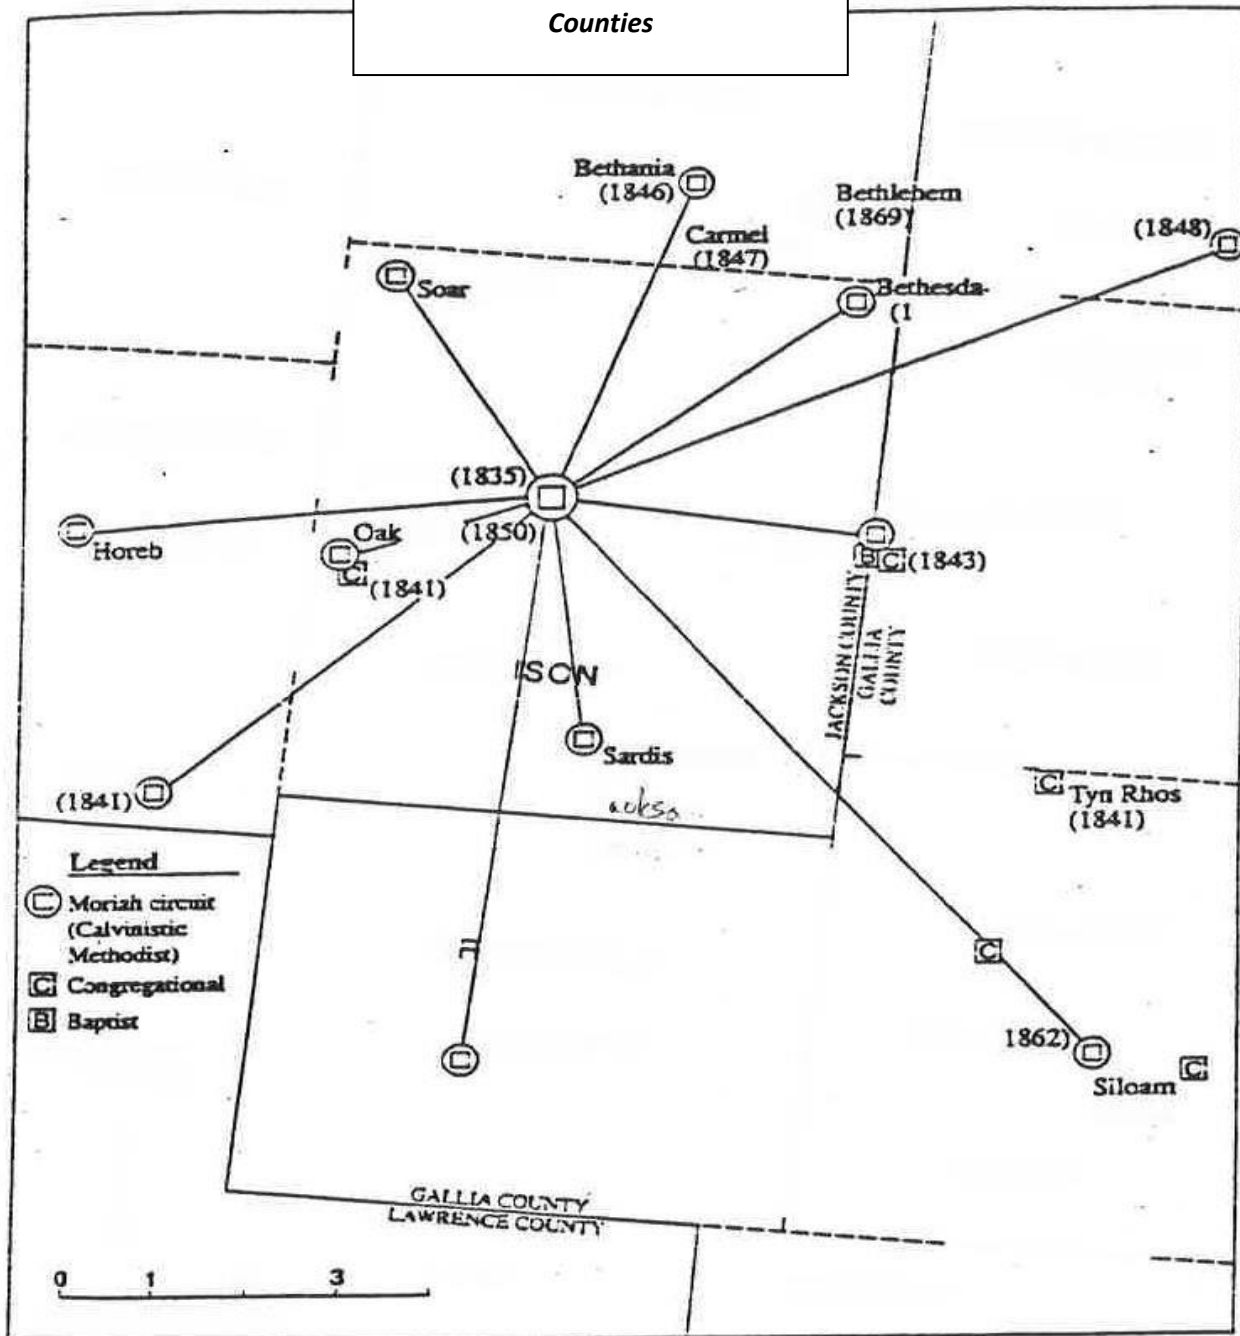 Counties
Bethania
(1846)
Bethlehem
(1869)
Carmel
(1847)
(1848)
Soar
Bethesda-
(1
(1835)
(1850)
Oak
Horeb
(1841)
(1843)
JACKSON COUNTY
GALLIA
COUNTY
Sardis
(1841)
Tyn Rhos
(1841)
Legend
Moriah circuit
(Calvinistic
Methodist)
C Congregational
B Baptist
B
C
C
C
C
C
1862)
Siloam
GALLIA COUNTY
LAWRENCE COUNTY
0 1 3